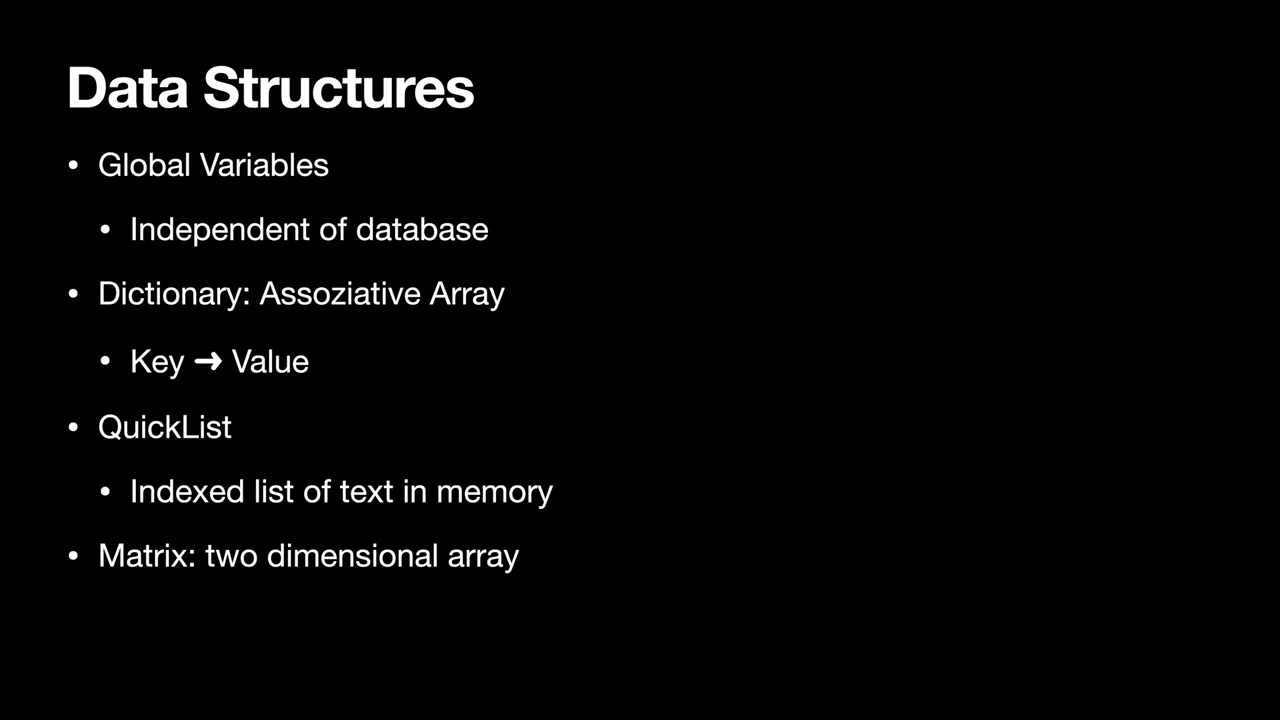 Data Structures
• Global Variables
• Independent of database
• Dictionary: Assoziative Array
• Key ➜ Value
• QuickList
• Indexed list of text in memory
• Matrix: two dimensional array